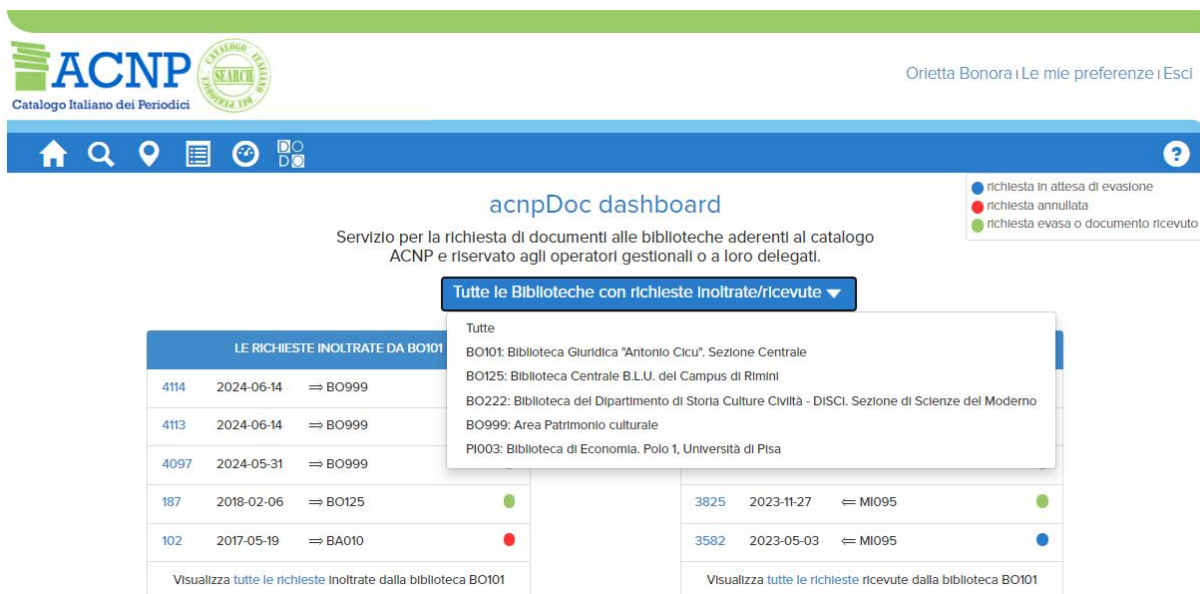 ACNP
Catalogo Italiano dei Periodici
CATALOGO ITALIANO DEI PERIODICI
SEARCH
Orietta Bonora | Le mie preferenze | Esci
DO
DO
?
richiesta in attesa di evasione
richiesta annullata
richiesta evasa o documento ricevuto
acnpDoc dashboard
Servizio per la richiesta di documenti alle biblioteche aderenti al catalogo
ACNP e riservato agli operatori gestionali o a loro delegati.
Tutte le Biblioteche con richieste inoltrate/ricevute
Tutte
BO101: Biblioteca Giuridica "Antonio Cicu". Sezione Centrale
BO125: Biblioteca Centrale B.L.U. del Campus di Rimini
BO222: Biblioteca del Dipartimento di Storia Culture Civiltà - DISCI. Sezione di Scienze del Moderno
BO999: Area Patrimonio culturale
PI003: Biblioteca di Economia. Polo 1, Università di Pisa
LE RICHIESTE INOLTRATE DA BO101
4114 2024-06-14 ⇒ BO999
4113 2024-06-14 ⇒ BO999
4097 2024-05-31 ⇒ BO999
187 2018-02-06 ⇒ BO125
102 2017-05-19 ⇒ BA010
Visualizza tutte le richieste inoltrate dalla biblioteca BO101
3825 2023-11-27 ⇐ MI095
3582 2023-05-03 ⇐ MI095
Visualizza tutte le richieste ricevute dalla biblioteca BO101